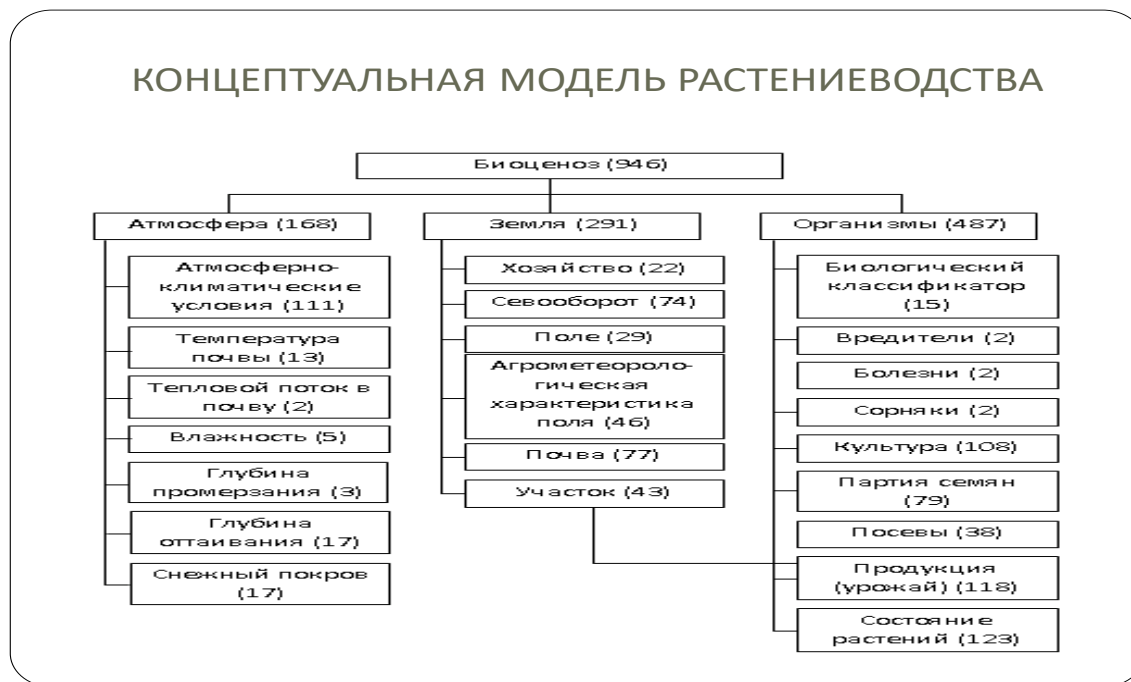 КОНЦЕПТУАЛЬНАЯ МОДЕЛЬ РАСТЕНИЕВОДСТВА
Биоценоз (946)
Атмосфера (168)
Атмосферно-
климатические
условия (111)
Температура
почвы (13)
Тепловой поток в
почву (2)
Влажность (5)
Глубина
промерзания (3)
Глубина
оттаивания (17)
Снежный покров
(17)
Земля (291)
Хозяйство (22)
Севооборот (74)
Поле (29)
Агрометеороло-
гическая
характеристика
поля (46)
Почва (77)
Участок (43)
Организмы (487)
Биологический
классификатор
(15)
Вредители (2)
Болезни (2)
Сорняки (2)
Культура (108)
Партия семян
(79)
Посевы (38)
Продукция
(урожай) (118)
Состояние
растений (123)